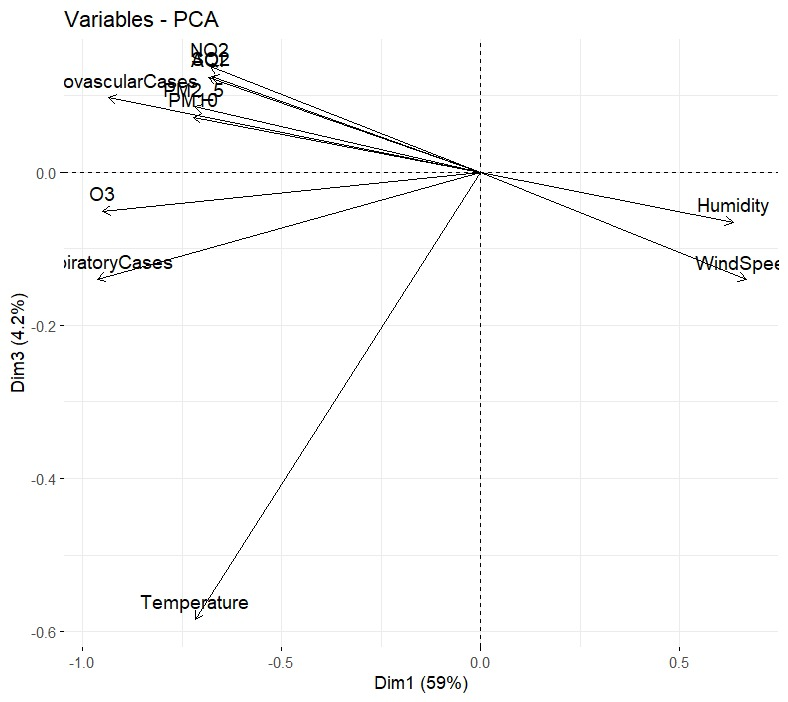 Variables - PCA
NO2
SO2
AQI
ovascularCases
PM2_5
PM10
0.0
O3
Humidity
piratoryCases
WindSpee
Dim3 (4.2%)
-0.2
-0.4
Temperature
-0.6
-1.0
-0.5
0.0
0.5
Dim1 (59%)